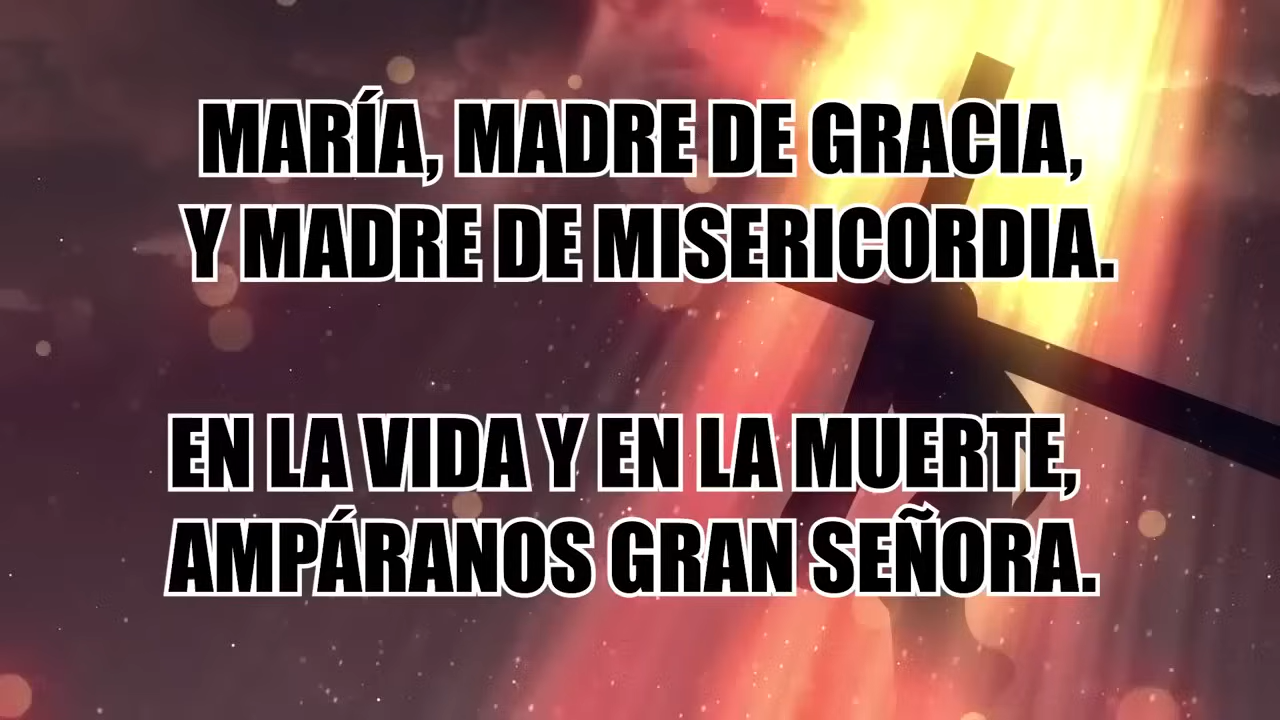 MARÍA, MADRE DE GRACIA,
Y MADRE DE MISERICORDIA.
EN LA VIDA Y EN LA MUERTE,
AMPÁRANOS GRAN SEÑORA.